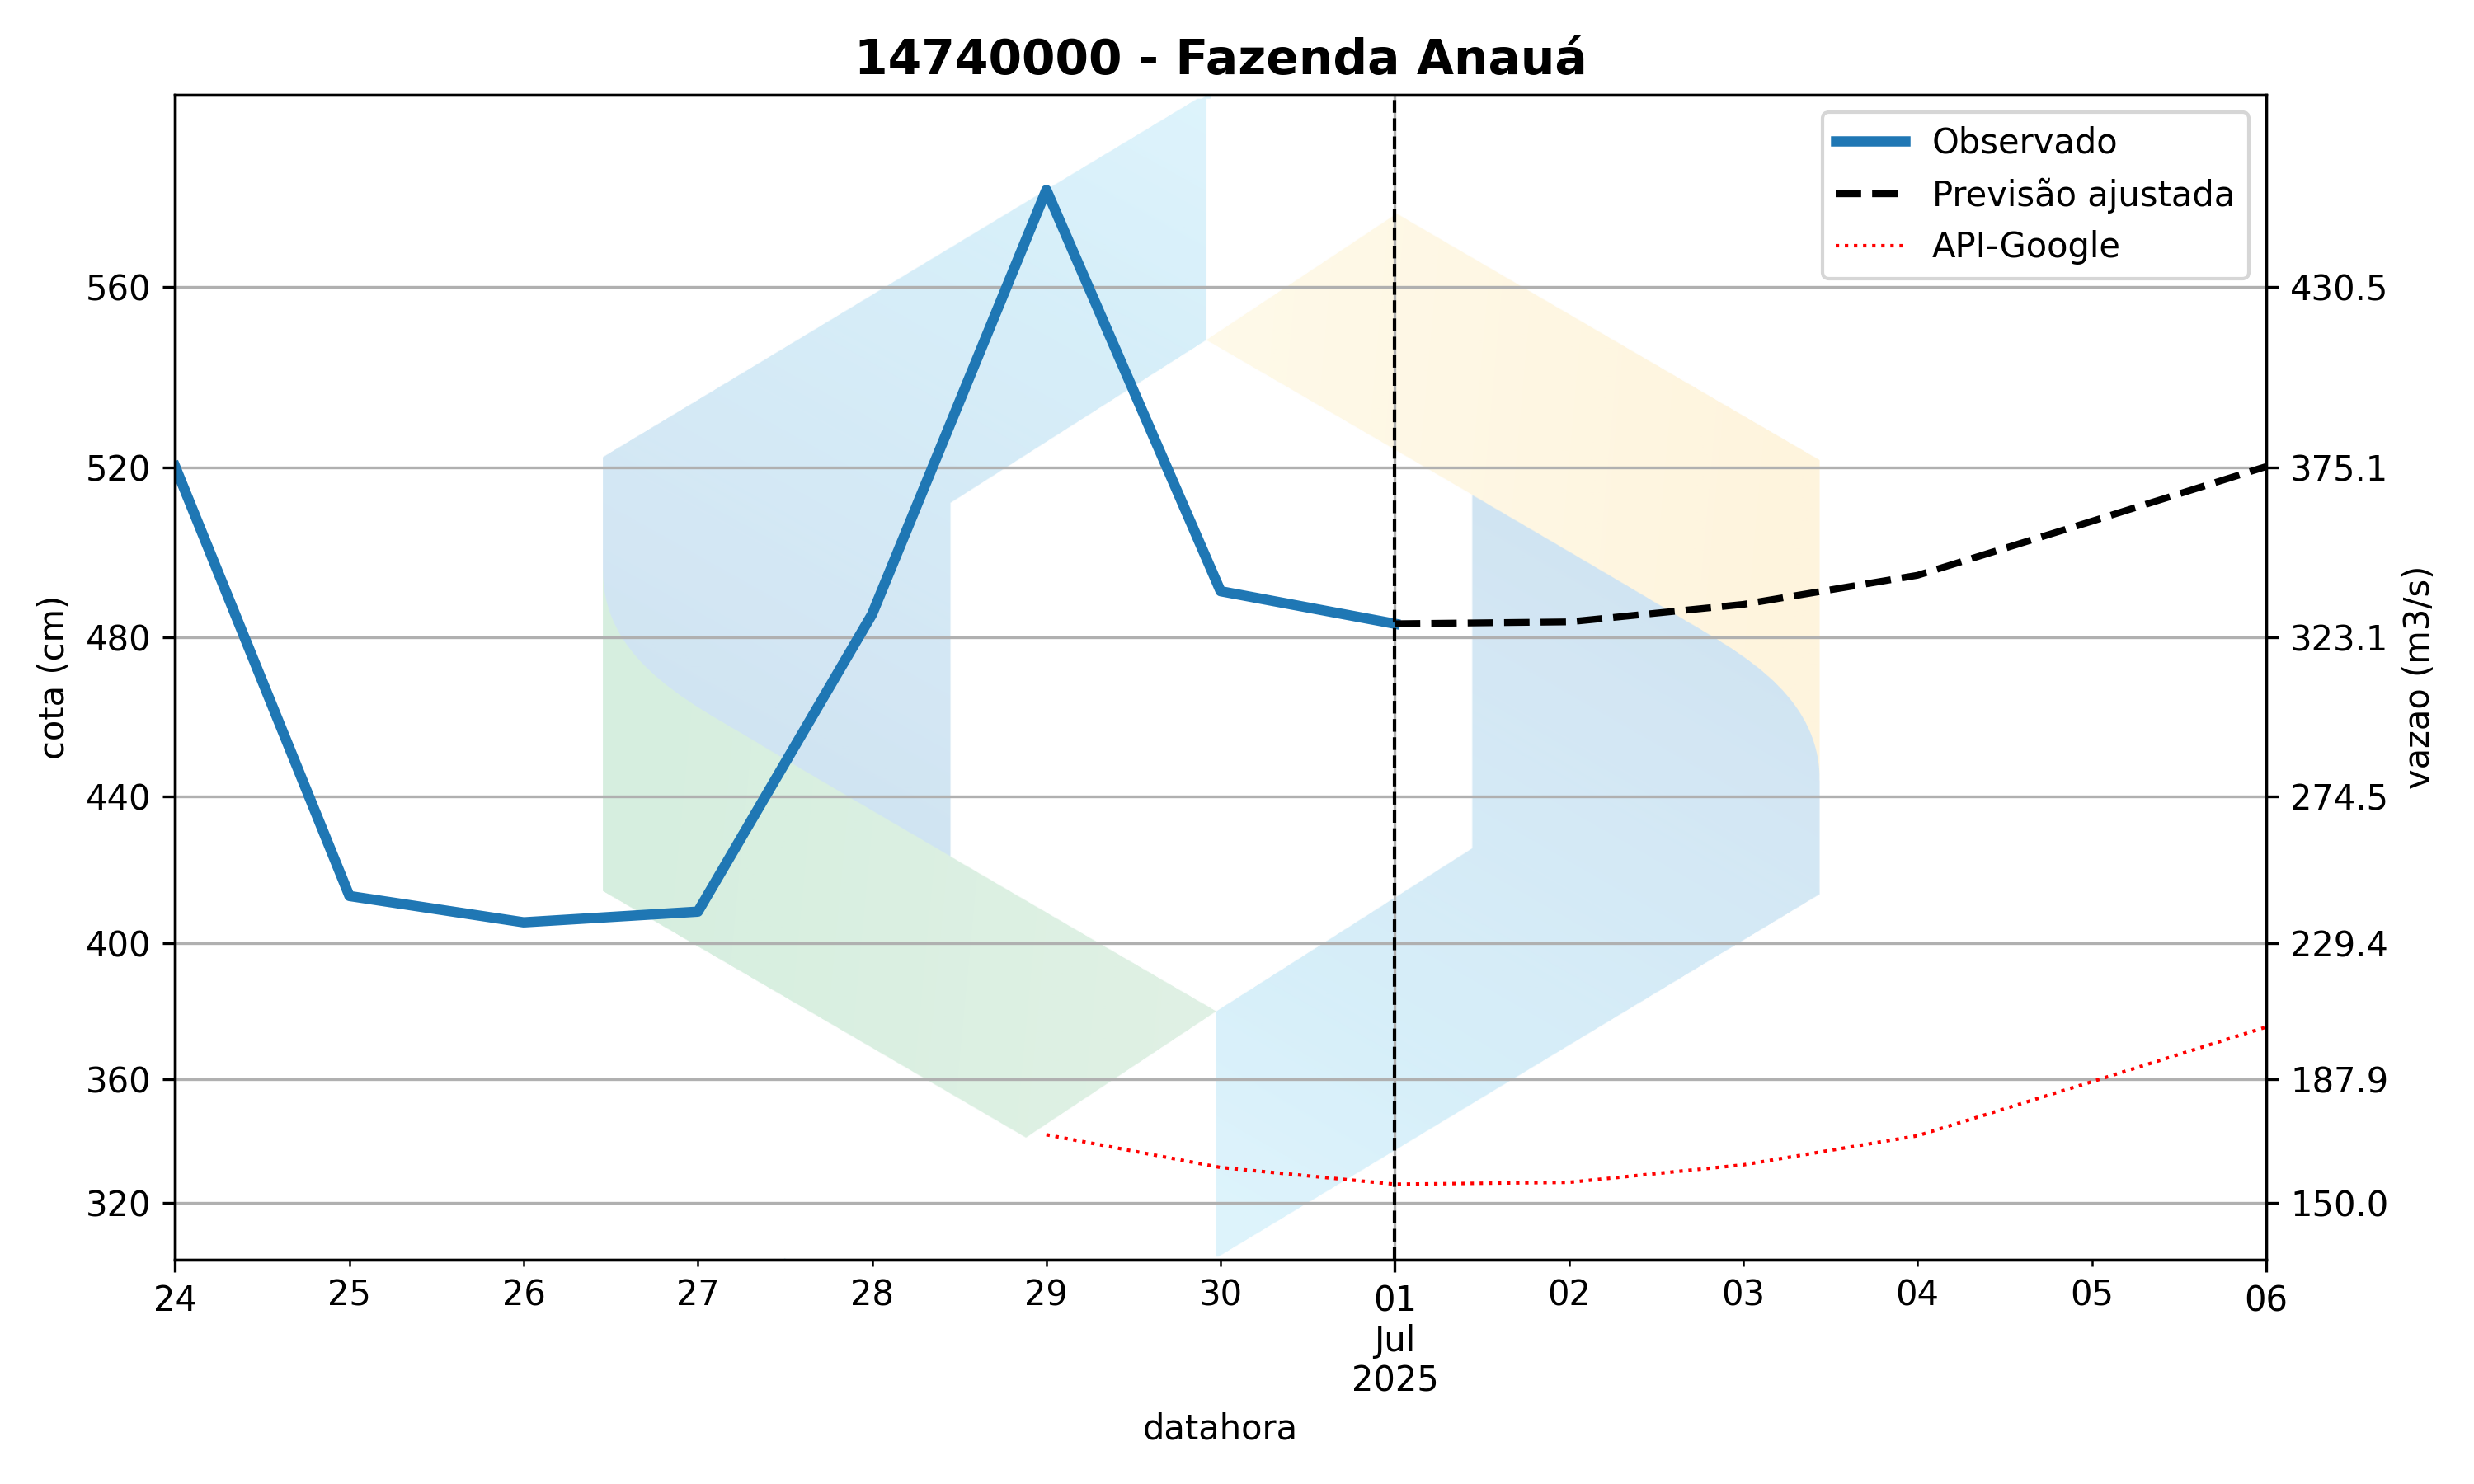 14740000 - Fazenda Anauá
Observado
Previsão ajustada
API-Google
cota (cm)
560
520
480
440
400
360
320
vazao (m3/s)
430.5
375.1
323.1
274.5
229.4
187.9
150.0
24 25 26 27 28 29 30 01 02 03 04 05 06
Jul
2025
datahora